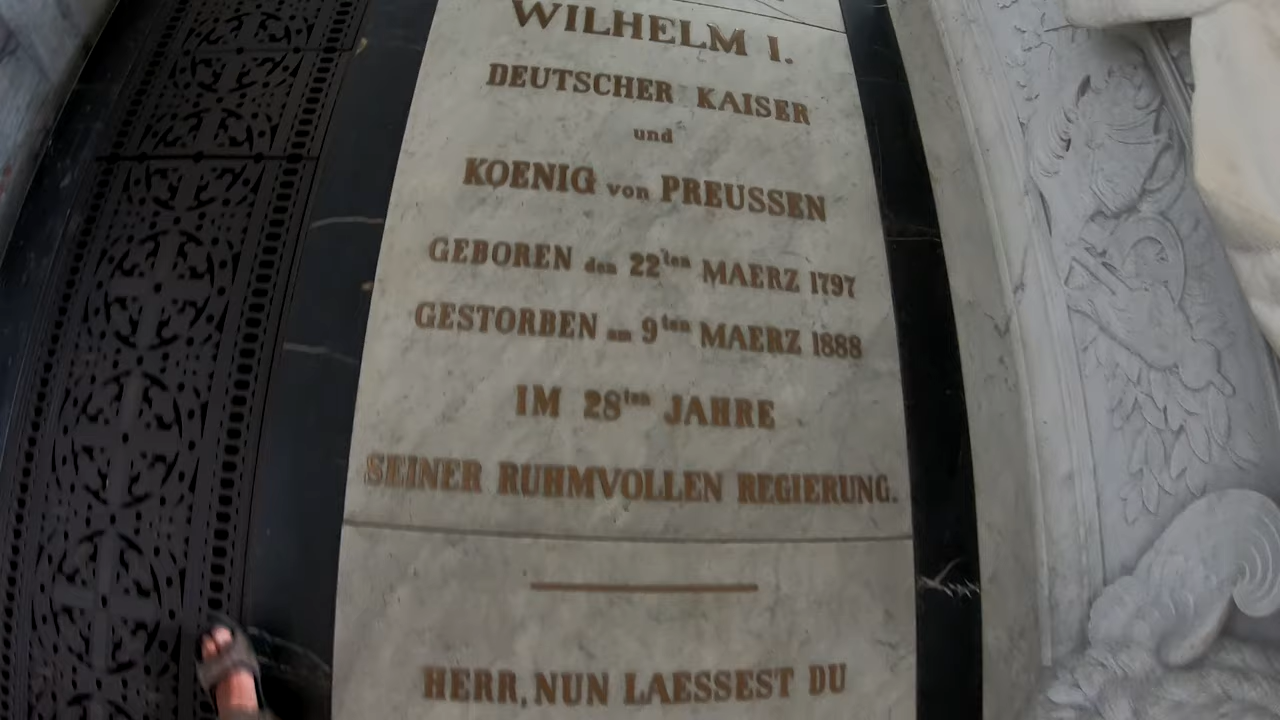 WILHELM I.
DEUTSCHER KAISER
und
KOENIG von PREUSSEN
GEBOREN den 22ten MAERZ 1797
GESTORBEN am 9ten MAERZ 1888
IM 28ten JAHRE
SEINER RUHMVOLLEN REGIERUNG.
HERR, NUN LAESSEST DU